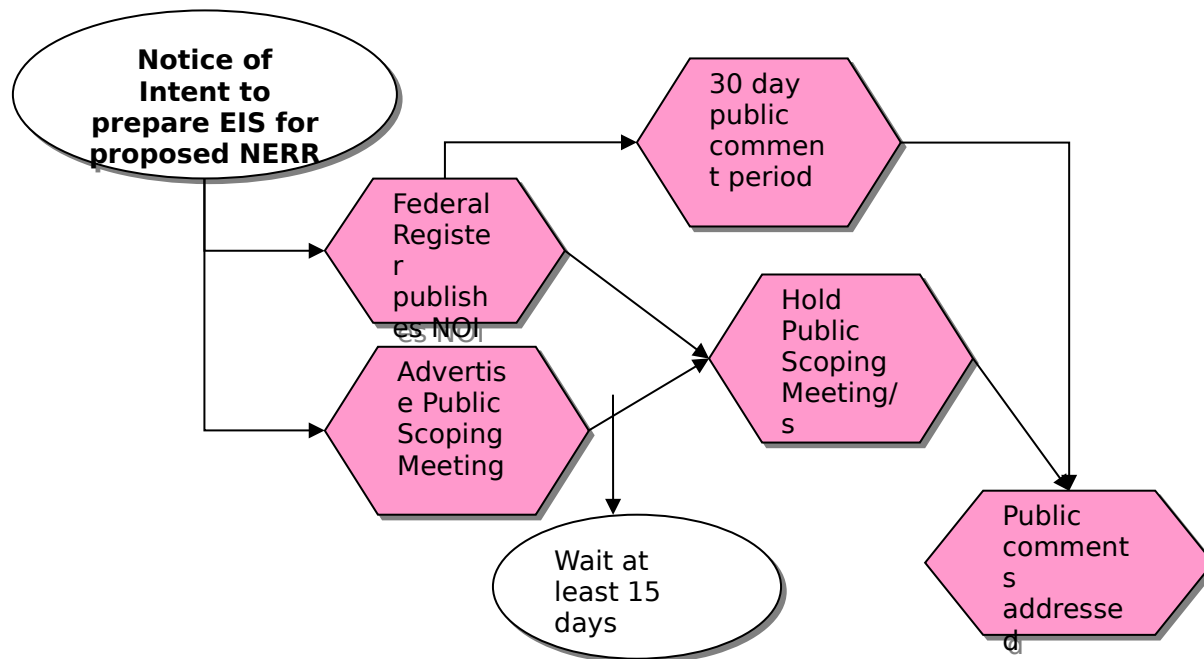 Notice of
Intent to
prepare EIS for
proposed NERR
30 day
public
commen
t period
Federal
Registe
r
publish
es NOI
Hold
Public
Scoping
Meeting/
s
Advertis
e Public
Scoping
Meeting
Public
comment
s
addresse
d
Wait at
least 15
days